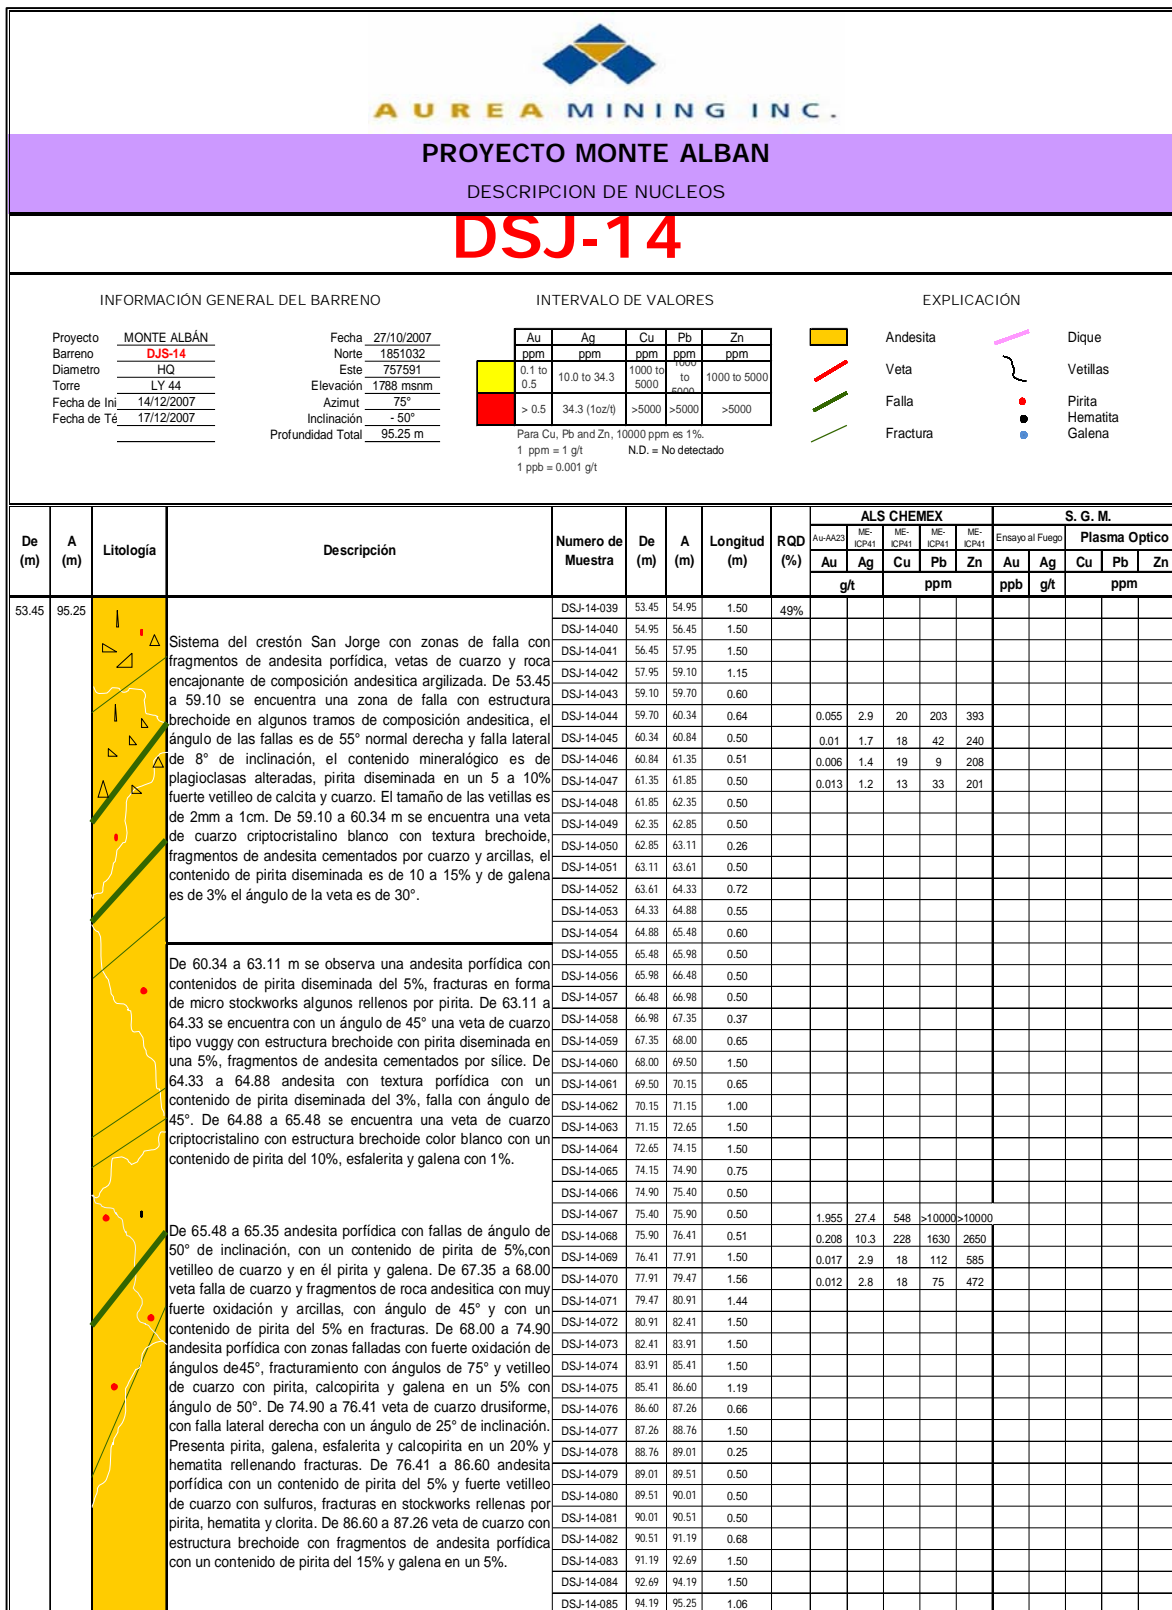 AUREA MINING INC.
PROYECTO MONTE ALBAN
DESCRIPCION DE NUCLEOS
DSJ-14
INFORMACIÓN GENERAL DEL BARRENO
Proyecto MONTE ALBÁN
Barreno DJS-14
Diametro HQ
Torre LY 44
Fecha de Ini 14/12/2007
Fecha de Té 17/12/2007
Fecha 27/10/2007
Norte 1851032
Este 757591
Elevación 1788 msnm
Azimut 75°
Inclinación - 50°
Profundidad Total 95.25 m
INTERVALO DE VALORES
Au Ag Cu Pb Zn
ppm ppm ppm ppm ppm
0.1 to 0.5 10.0 to 34.3 1000 to 5000 1000 to 5000 1000 to 5000
> 0.5 34.3 (1oz/t) >5000 >5000 >5000
Para Cu, Pb and Zn, 10000 ppm es 1%.
1 ppm = 1 g/t N.D. = No detectado
1 ppb = 0.001 g/t
EXPLICACIÓN
Andesita
Veta
Falla
Fractura
Dique
Vetillas
Pirita
Hematita
Galena
De (m) A (m) Litología Descripción Numero de Muestra De (m) A (m) Longitud (m) RQD (%)
ALS CHEMEX S. G. M.
Au-AA23 ME-ICP41 ME-ICP41 ME-ICP41 ME-ICP41 Ensayo al Fuego Plasma Optico
Au Ag Cu Pb Zn Au Ag Cu Pb Zn
g/t ppm ppb g/t ppm
53.45 95.25
Sistema del crestón San Jorge con zonas de falla con
fragmentos de andesita porfídica, vetas de cuarzo y roca
encajonante de composición andesitica argilizada. De 53.45
a 59.10 se encuentra una zona de falla con estructura
brechoide en algunos tramos de composición andesitica, el
ángulo de las fallas es de 55° normal derecha y falla lateral
de 8° de inclinación, el contenido mineralógico es de
plagioclasas alteradas, pirita diseminada en un 5 a 10%
fuerte vetilleo de calcita y cuarzo. El tamaño de las vetillas es
de 2mm a 1cm. De 59.10 a 60.34 m se encuentra una veta
de cuarzo criptocristalino blanco con textura brechoide,
fragmentos de andesita cementados por cuarzo y arcillas, el
contenido de pirita diseminada es de 10 a 15% y de galena
es de 3% el ángulo de la veta es de 30°.
De 60.34 a 63.11 m se observa una andesita porfídica con
contenidos de pirita diseminada del 5%, fracturas en forma
de micro stockworks algunos rellenos por pirita. De 63.11 a
64.33 se encuentra con un ángulo de 45° una veta de cuarzo
tipo vuggy con estructura brechoide con pirita diseminada en
una 5%, fragmentos de andesita cementados por sílice. De
64.33 a 64.88 andesita con textura porfídica con un
contenido de pirita diseminada del 3%, falla con ángulo de
45°. De 64.88 a 65.48 se encuentra una veta de cuarzo
criptocristalino con estructura brechoide color blanco con un
contenido de pirita del 10%, esfalerita y galena con 1%.
De 65.48 a 65.35 andesita porfídica con fallas de ángulo de
50° de inclinación, con un contenido de pirita de 5%,con
vetilleo de cuarzo y en él pirita y galena. De 67.35 a 68.00
veta falla cuarzo y fragmentos de roca andesitica con muy
fuerte oxidación y arcillas, con ángulo de 45° y con un
contenido de pirita del 5% en fracturas. De 68.00 a 74.90
andesita porfídica con zonas falladas con fuerte oxidación de
ángulos de45°, fracturamiento con ángulos de 75° y vetilleo
de cuarzo con pirita, calcopirita y galena en un 5% con
ángulo de 50°. De 74.90 a 76.41 veta de cuarzo drusiforme,
con falla lateral derecha con un ángulo de 25° de inclinación.
Presenta pirita, galena, esfalerita y calcopirita en un 20% y
hematita rellenando fracturas. De 76.41 a 86.60 andesita
porfídica con un contenido de pirita del 5% y fuerte vetilleo
de cuarzo con sulfuros, fracturas en stockworks rellenas por
pirita, hematita y clorita. De 86.60 a 87.26 veta de cuarzo con
estructura brechoide con fragmentos de andesita porfídica
con un contenido de pirita del 15% y galena en un 5%.
DSJ-14-039 53.45 54.95 1.50 49%
DSJ-14-040 54.95 56.45 1.50
DSJ-14-041 56.45 57.95 1.50
DSJ-14-042 57.95 59.10 1.15
DSJ-14-043 59.10 59.70 0.60
DSJ-14-044 59.70 60.34 0.64 0.055 2.9 20 203 393
DSJ-14-045 60.34 60.84 0.50 0.01 1.7 18 42 240
DSJ-14-046 60.84 61.35 0.51 0.006 1.4 19 9 208
DSJ-14-047 61.35 61.85 0.50 0.013 1.2 13 33 201
DSJ-14-048 61.85 62.35 0.50
DSJ-14-049 62.35 62.85 0.50
DSJ-14-050 62.85 63.11 0.26
DSJ-14-051 63.11 63.61 0.50
DSJ-14-052 63.61 64.33 0.72
DSJ-14-053 64.33 64.88 0.55
DSJ-14-054 64.88 65.48 0.60
DSJ-14-055 65.48 65.98 0.50
DSJ-14-056 65.98 66.48 0.50
DSJ-14-057 66.48 66.98 0.50
DSJ-14-058 66.98 67.35 0.37
DSJ-14-059 67.35 68.00 0.65
DSJ-14-060 68.00 69.50 1.50
DSJ-14-061 69.50 70.15 0.65
DSJ-14-062 70.15 71.15 1.00
DSJ-14-063 71.15 72.65 1.50
DSJ-14-064 72.65 74.15 1.50
DSJ-14-065 74.15 74.90 0.75
DSJ-14-066 74.90 75.40 0.50
DSJ-14-067 75.40 75.90 0.50 1.955 27.4 548 >10000 >10000
DSJ-14-068 75.90 76.41 0.51 0.208 10.3 228 1630 2650
DSJ-14-069 76.41 77.91 1.50 0.017 2.9 18 112 585
DSJ-14-070 77.91 79.47 1.56 0.012 2.8 18 75 472
DSJ-14-071 79.47 80.91 1.44
DSJ-14-072 80.91 82.41 1.50
DSJ-14-073 82.41 83.91 1.50
DSJ-14-074 83.91 85.41 1.50
DSJ-14-075 85.41 86.60 1.19
DSJ-14-076 86.60 87.26 0.66
DSJ-14-077 87.26 88.76 1.50
DSJ-14-078 88.76 89.01 0.25
DSJ-14-079 89.01 89.51 0.50
DSJ-14-080 89.51 90.01 0.50
DSJ-14-081 90.01 90.51 0.50
DSJ-14-082 90.51 91.19 0.68
DSJ-14-083 91.19 92.69 1.50
DSJ-14-084 92.69 94.19 1.50
DSJ-14-085 94.19 95.25 1.06